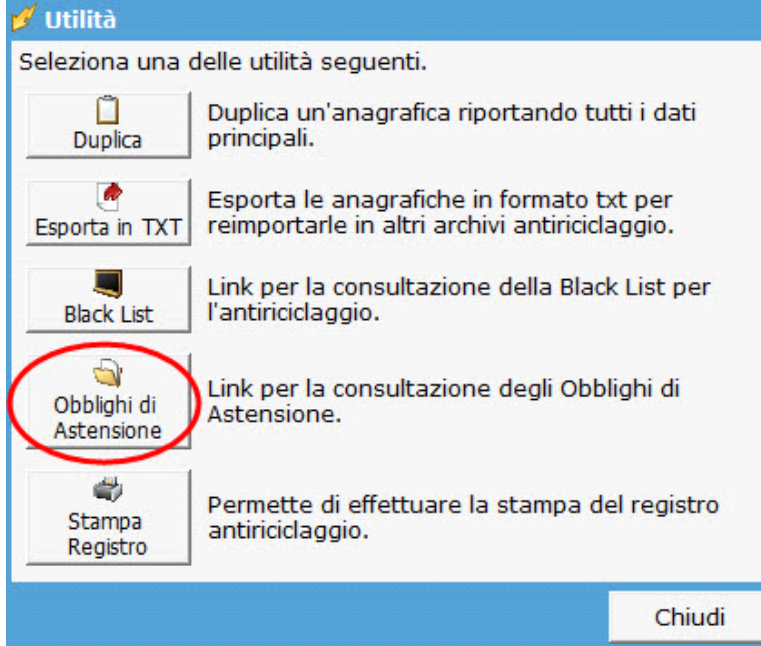 Utilità
Seleziona una delle utilità seguenti.
Duplica
Duplica un'anagrafica riportando tutti i dati
principali.
Esporta in TXT
Esporta le anagrafiche in formato txt per
reimportarle in altri archivi antiriciclaggio.
Black List
Link per la consultazione della Black List per
l'antiriciclaggio.
Obblighi di
Astensione
Link per la consultazione degli Obblighi di
Astensione.
Stampa
Registro
Permette di effettuare la stampa del registro
antiriciclaggio.
Chiudi